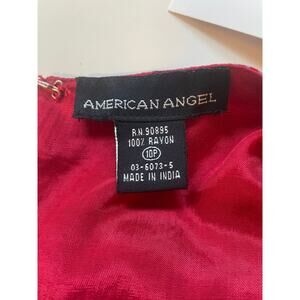 AMERICAN ANGEL
R.N. 90895
100% RAYON
10P
03-6073-5
MADE IN INDIA